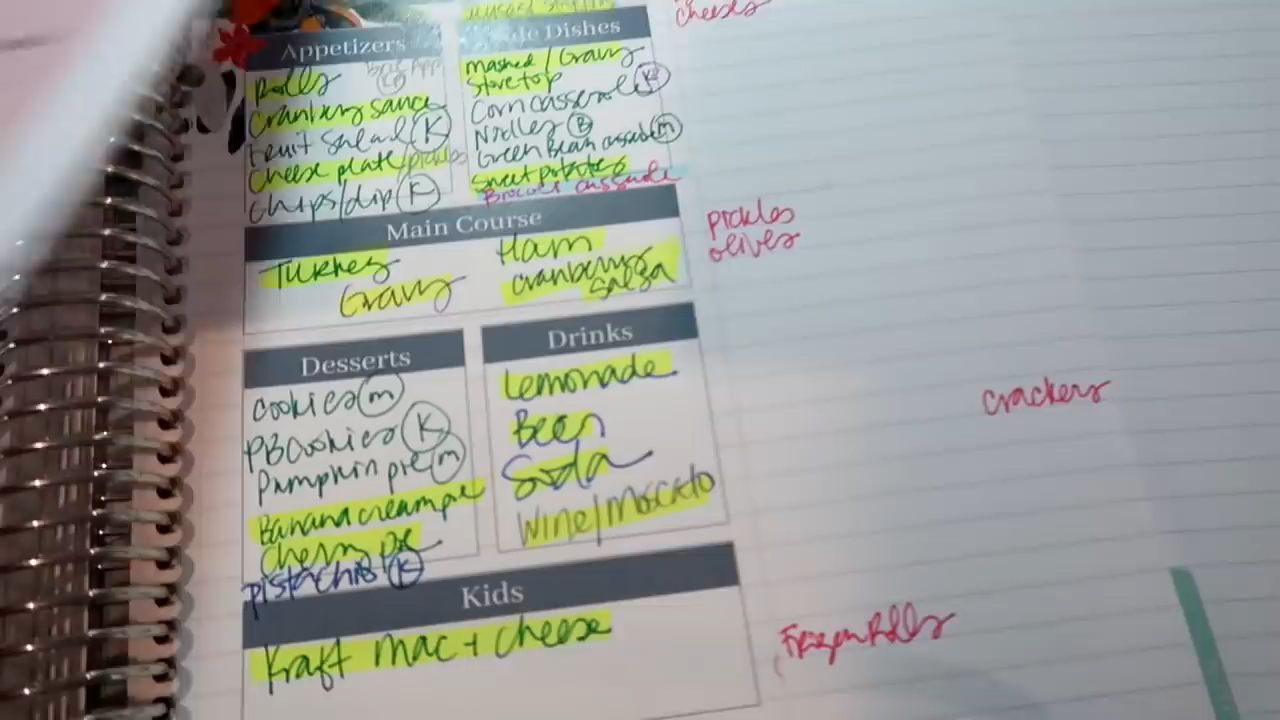 cheeses
Appetizers
Rolls
Cranberry sauce
Fruit Salad K
Cheese plate/pickles
Chips/dip K
Side Dishes
mashed/Gravy
Stovetop
Corn casserole K
Noodles B
Green Bean casserole m
Sweet potatoes
Main Course
Turkey
Gravy
Ham
cranberry
salsa
pickles
olives
Desserts
cookies m
PB Cookies K
Pumpkin pie m
Banana cream pie
Cherry pie
pistachio K
Drinks
Lemonade
Beer
Soda
Wine/Moscato
crackers
Kids
Kraft mac + cheese
Frozen Rolls